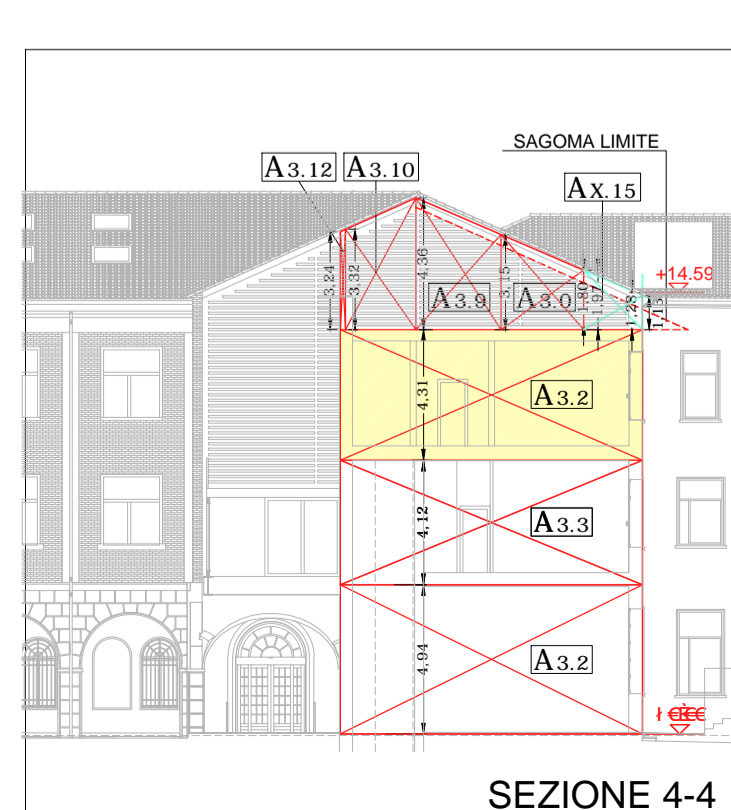 SAGOMA LIMITE
A3.12 A3.10
Ax.15
+14.59
3,24
3,32
4,36
3,15
1,80
1,97
1,28
1,13
A3.9
A3.0
4,31
A3.2
4,12
A3.3
4,94
A3.2
SEZIONE 4-4